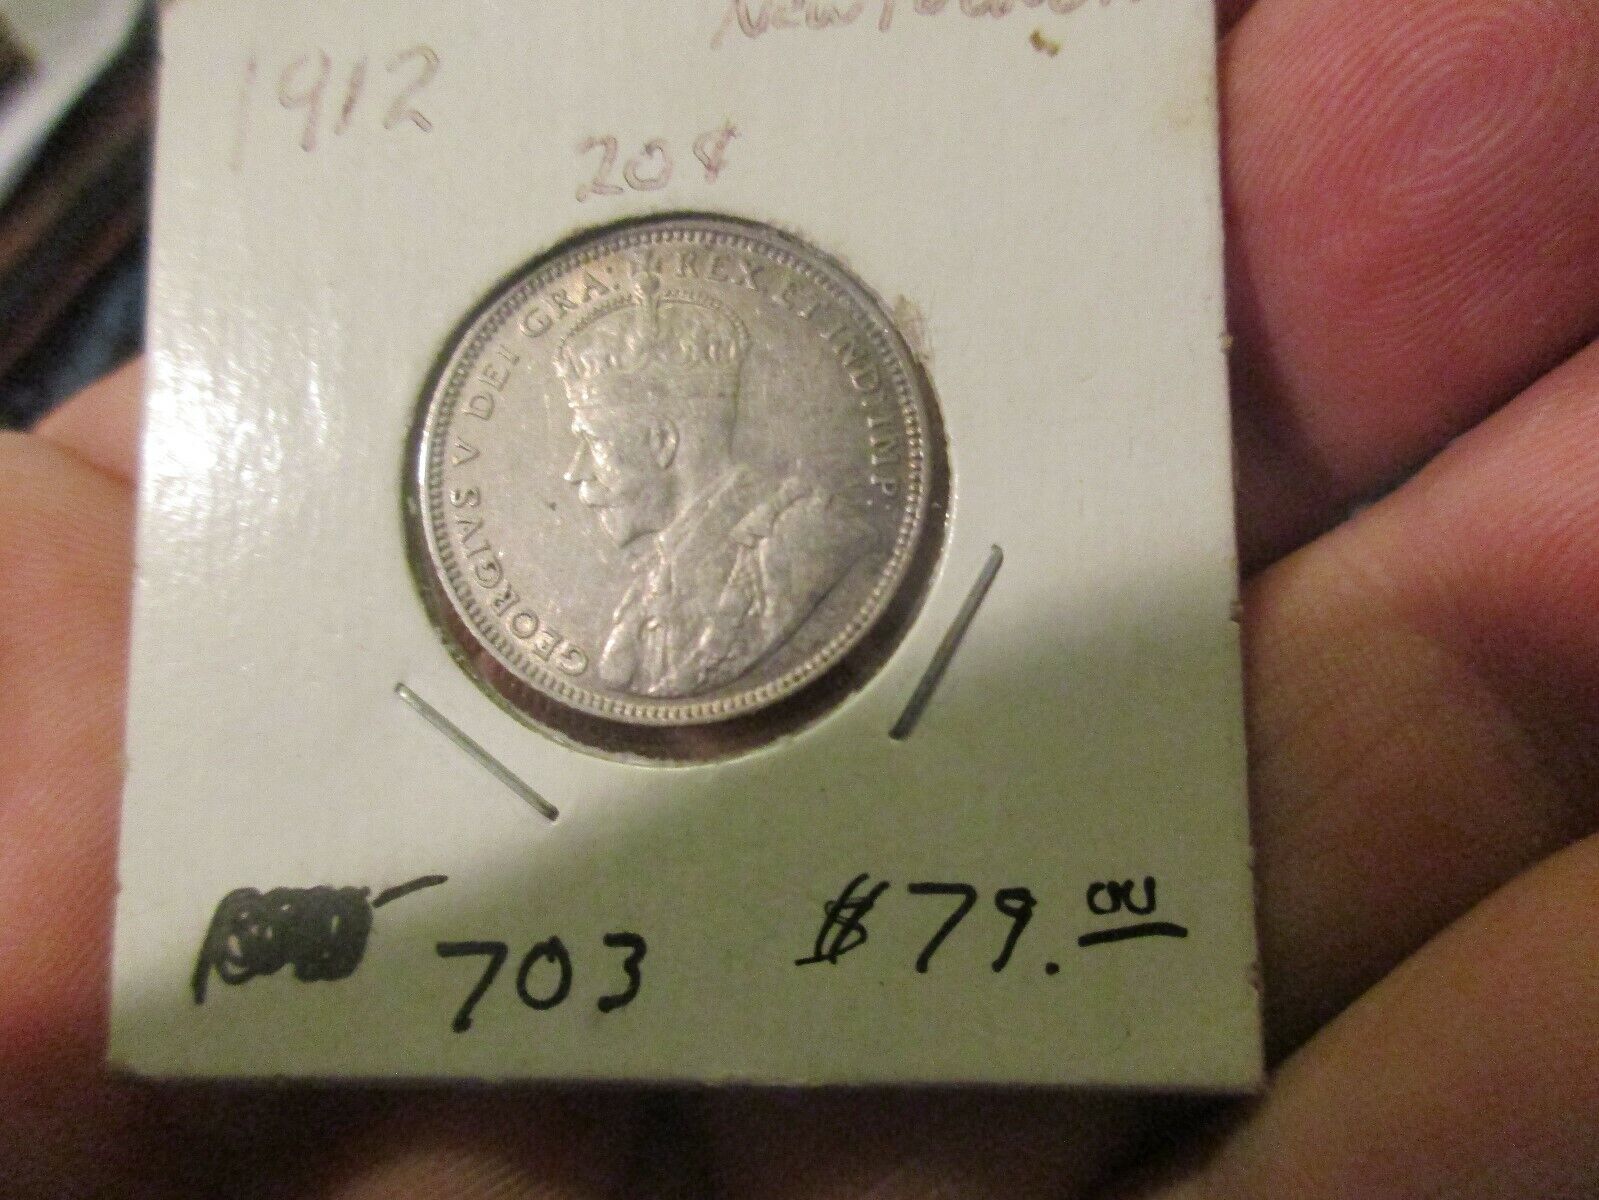 1912
20¢
GEORGIVS V DEI GRA: REX ET IND: IMP.
703 $79.00